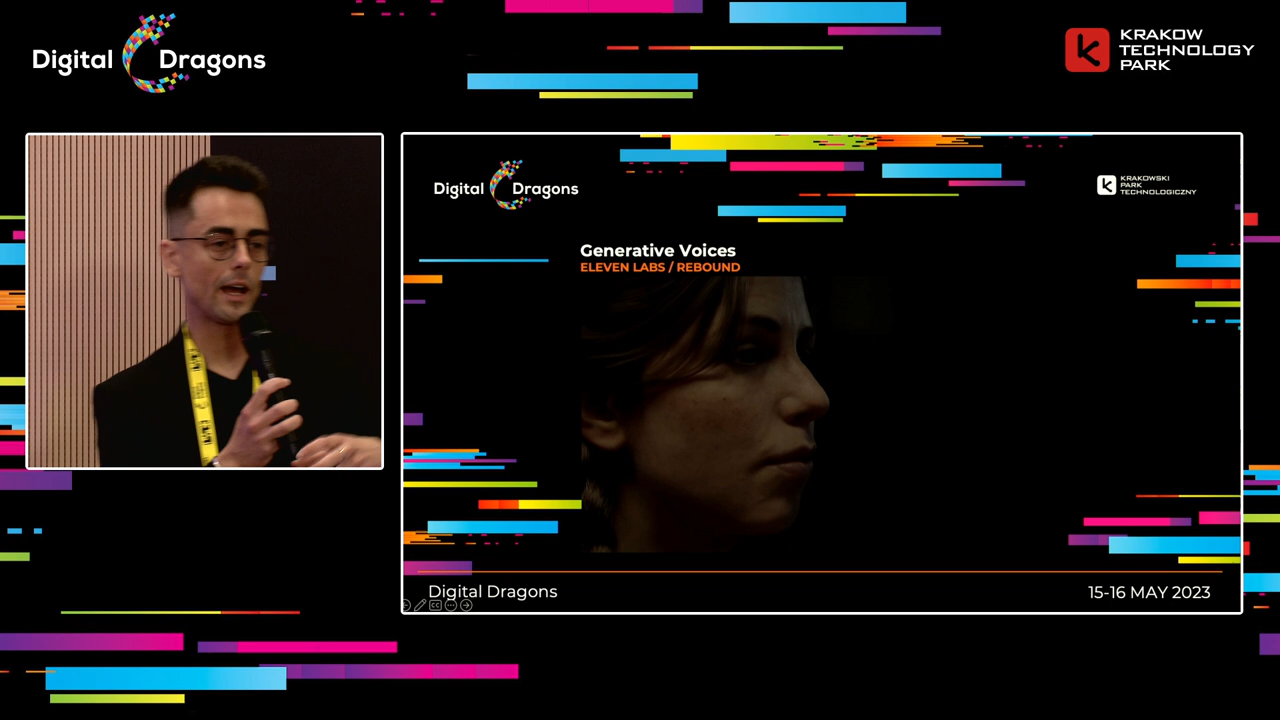 Digital Dragons
KRAKOW
TECHNOLOGY
PARK
Digital Dragons
KRAKOWSKI
PARK
TECHNOLOGICZNY
Generative Voices
ELEVEN LABS / REBOUND
Digital Dragons
15-16 MAY 2023